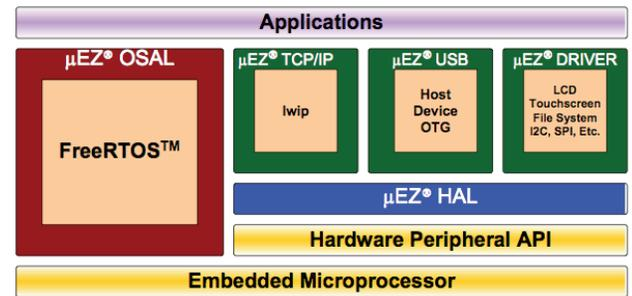 Applications
µEZ® OSAL
FreeRTOS™
µEZ® TCP/IP
lwip
µEZ® USB
Host
Device
OTG
µEZ® DRIVER
LCD
Touchscreen
File System
I2C, SPI, Etc.
µEZ® HAL
Hardware Peripheral API
Embedded Microprocessor